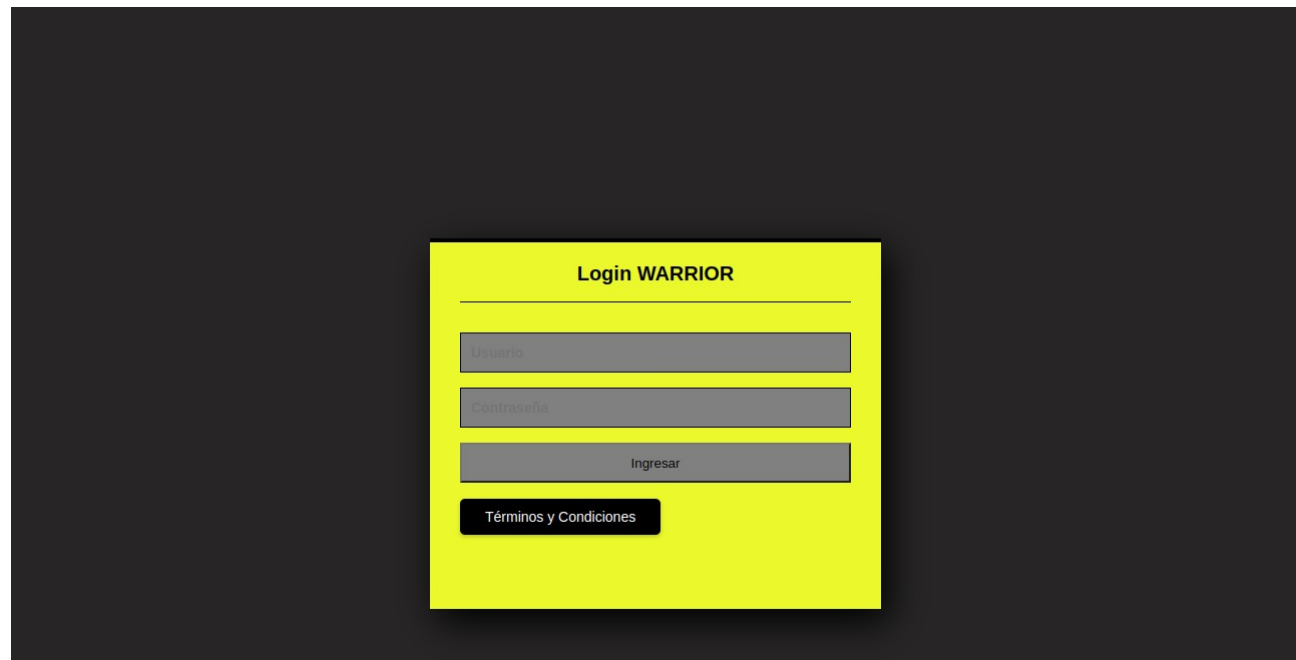 Login WARRIOR
Usuario
Contraseña
Ingresar
Términos y Condiciones